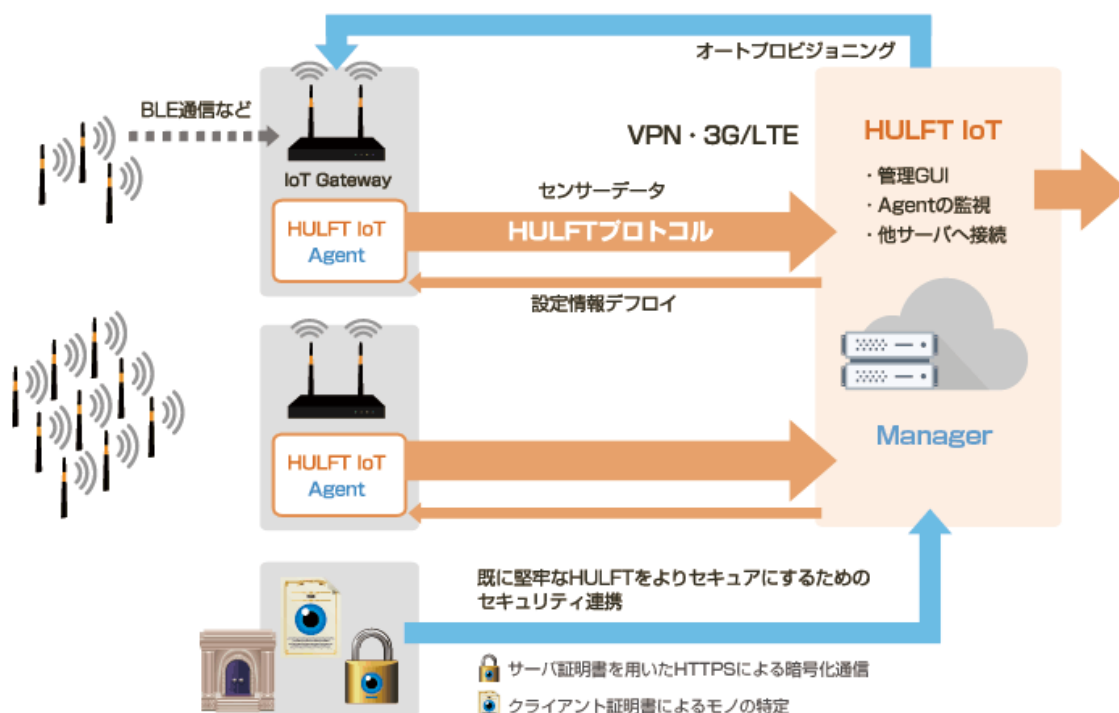 オートプロビジョニング
BLE通信など
VPN・3G/LTE
HULFT IoT
・管理GUI
・Agentの監視
・他サーバへ接続
IoT Gateway
センサーデータ
HULFTプロトコル
HULFT IoT
Agent
設定情報デフロイ
Manager
HULFT IoT
Agent
既に堅牢なHULFTをよりセキュアにするための
セキュリティ連携
サーバ証明書を用いたHTTPSによる暗号化通信
クライアント証明書によるモノの特定